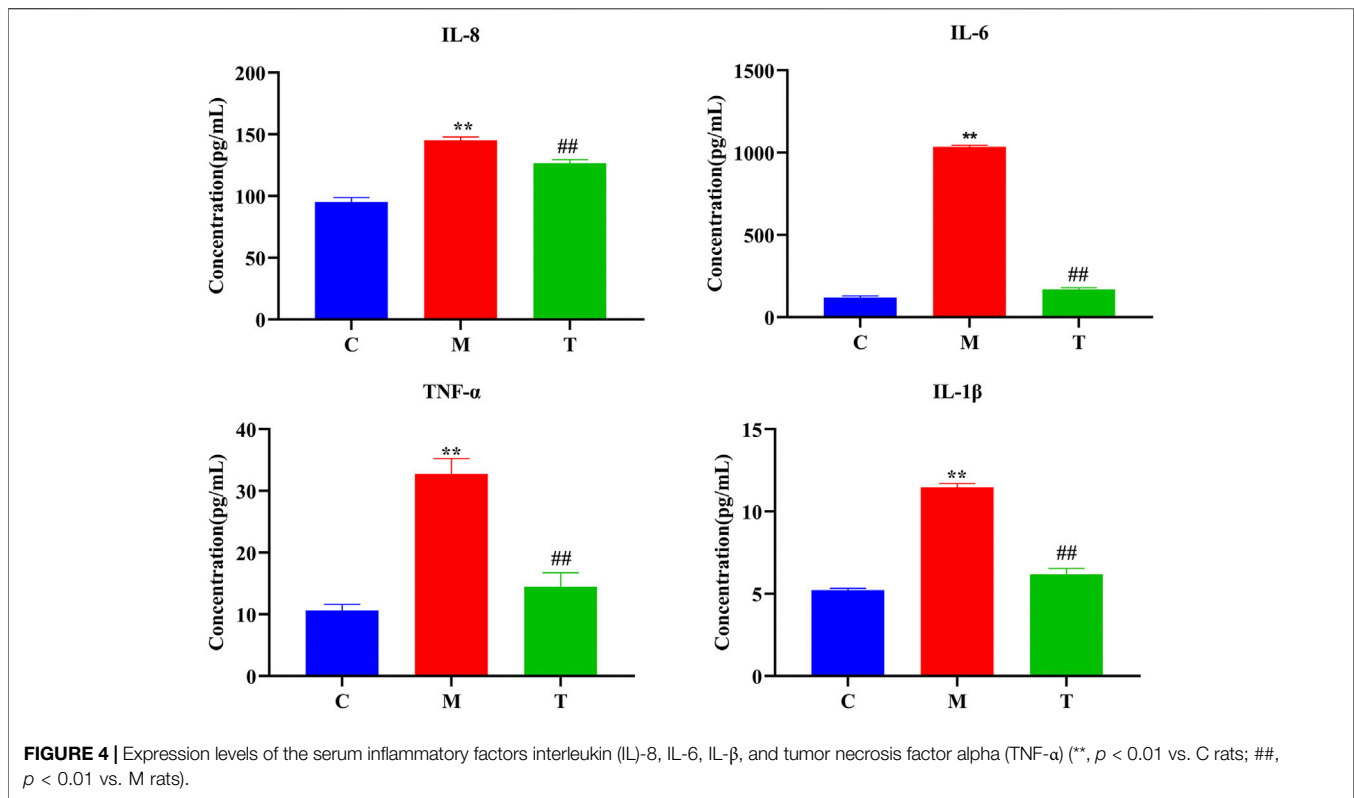 IL-8
Concentration(pg/mL)
200
150
100
50
0
**
##
C M T
IL-6
Concentration(pg/mL)
1500
1000
500
0
**
##
C M T
TNF-α
Concentration(pg/mL)
40
30
20
10
0
**
##
C M T
IL-1β
Concentration(pg/mL)
15
10
5
0
**
##
C M T
FIGURE 4 | Expression levels of the serum inflammatory factors interleukin (IL)-8, IL-6, IL-β, and tumor necrosis factor alpha (TNF-α) (**, p < 0.01 vs. C rats; ##,
p < 0.01 vs. M rats).